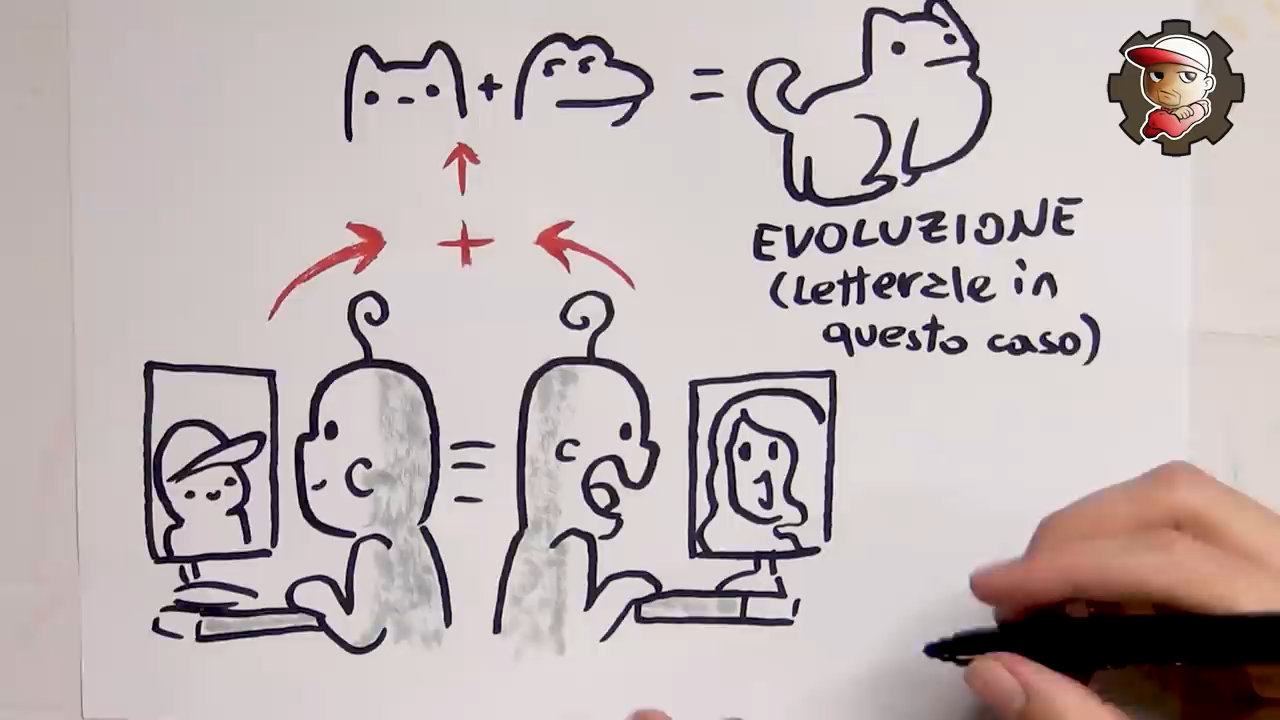 + =
EVOLUZIONE
(Letterale in
questo caso)
+
=